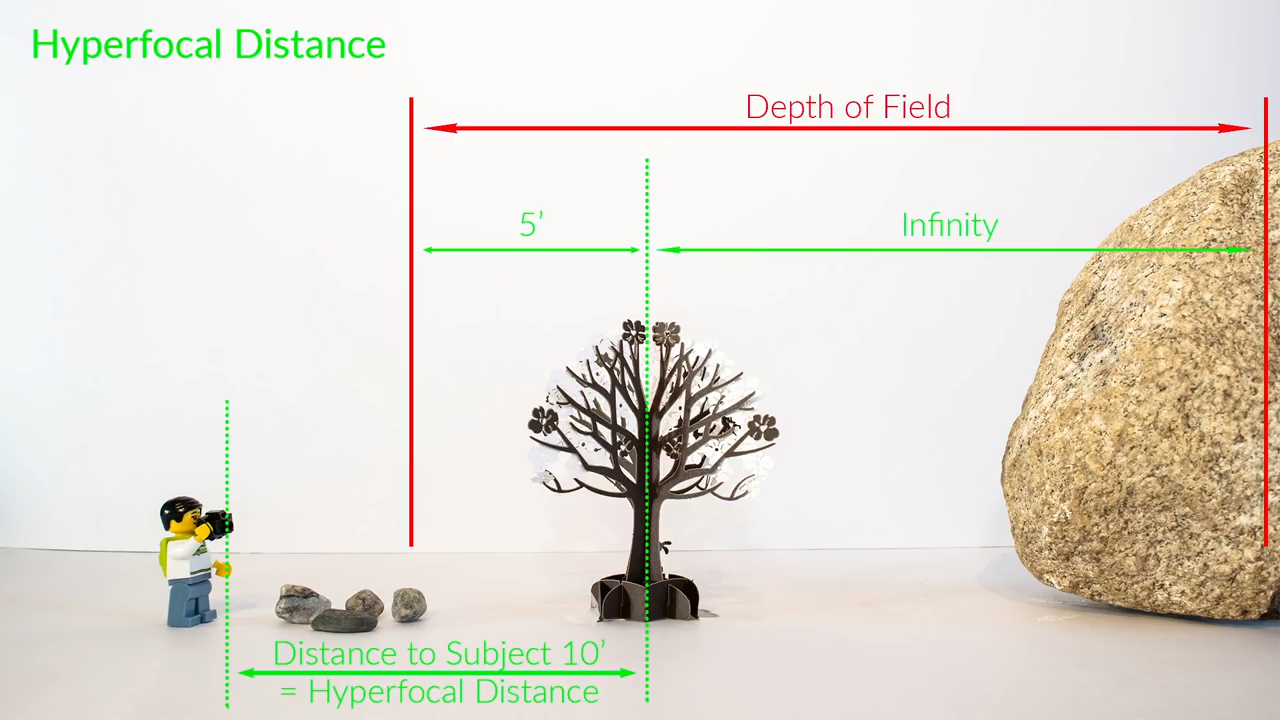 Hyperfocal Distance
Depth of Field
5’
Infinity
Distance to Subject 10’
= Hyperfocal Distance